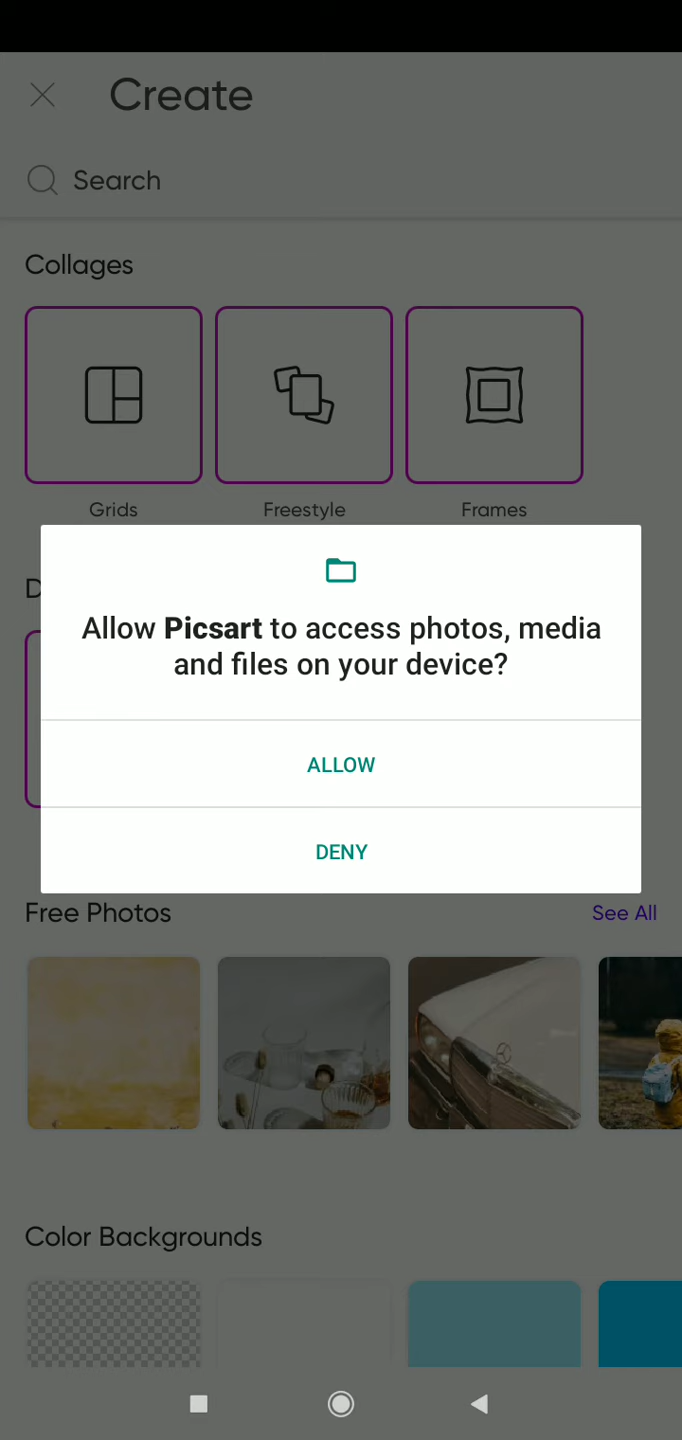 Create
Search
Collages
Grids
Freestyle
Frames
Allow Picsart to access photos, media
and files on your device?
ALLOW
DENY
Free Photos
See All
Color Backgrounds